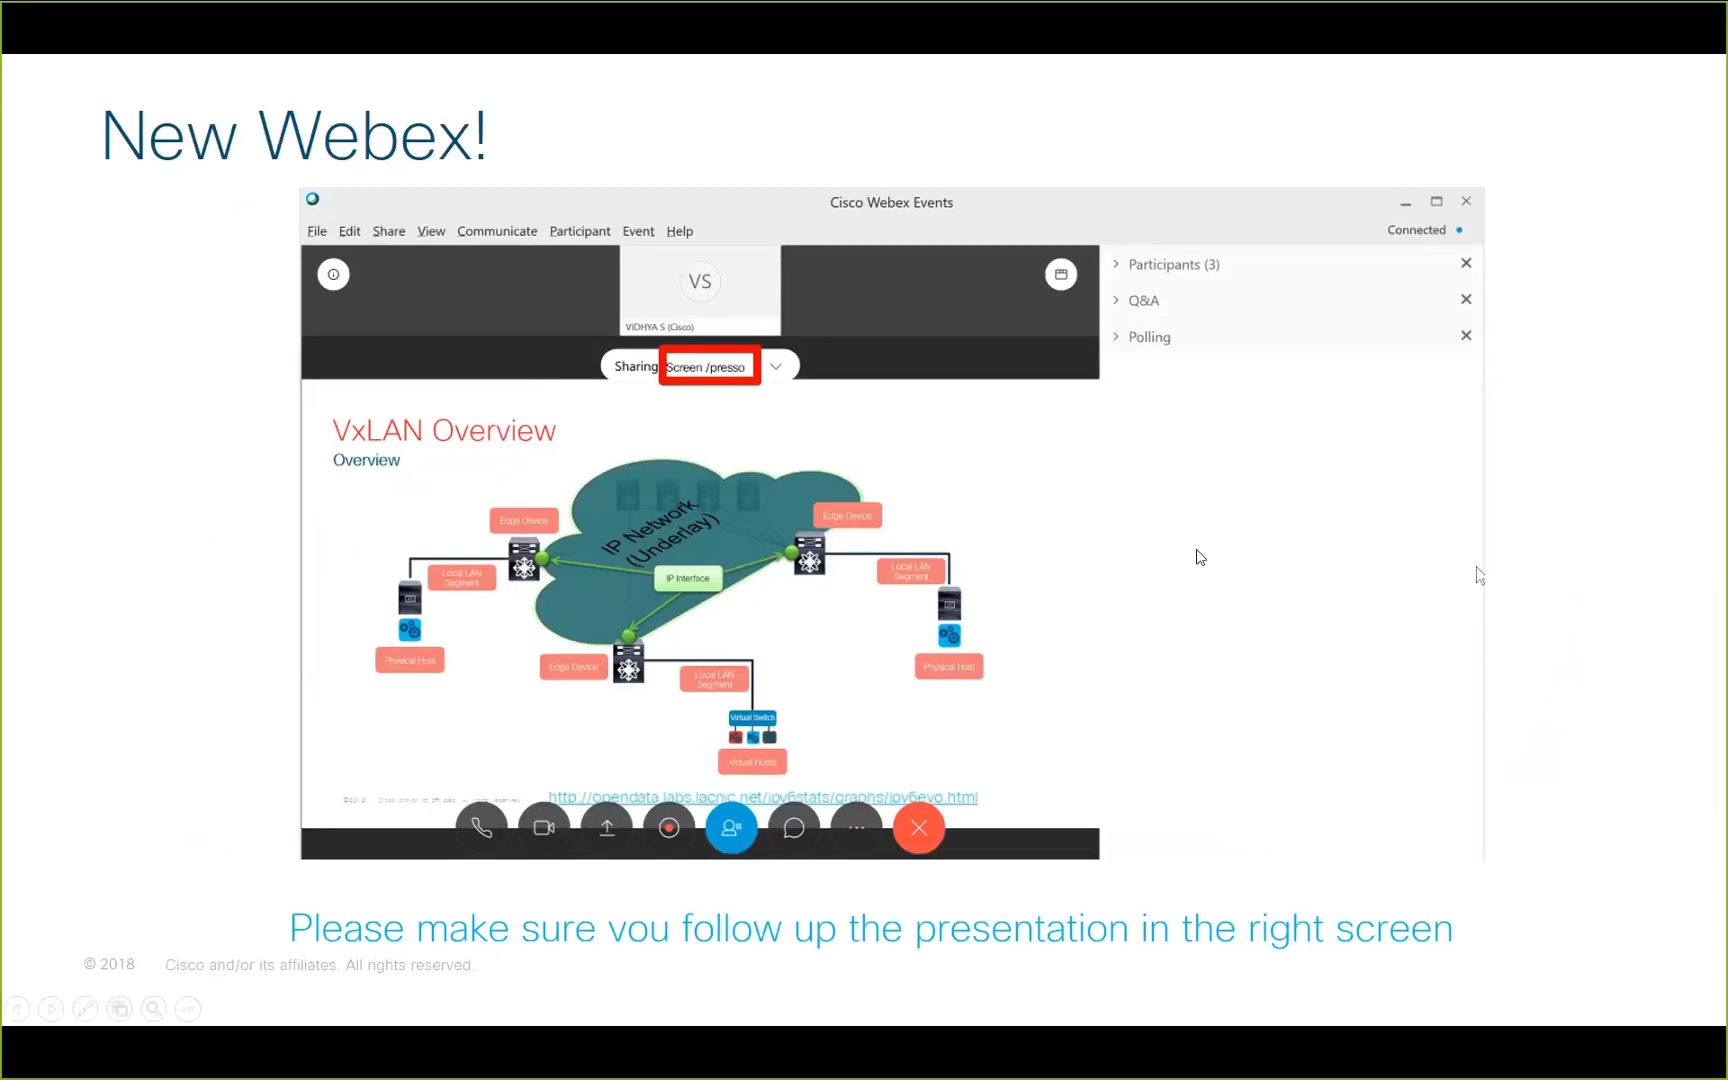 New Webex!
Cisco Webex Events
File Edit Share View Communicate Participant Event Help
Connected
Participants (3)
Q&A
Polling
VS
VIDHYA S (Cisco)
Sharing Screen /presso
VxLAN Overview
Overview
IP Network
(Underlay)
Edge Device
Edge Device
Local LAN
Segment
IP Interface
Local LAN
Segment
Physical Host
Edge Device
Local LAN
Segment
Physical Host
Virtual Switch
Virtual Hosts
http://opendata.labs.lacnic.net/ipv6stats/graphs/ipv6evo.html
Please make sure you follow up the presentation in the right screen
© 2018 Cisco and/or its affiliates. All rights reserved.